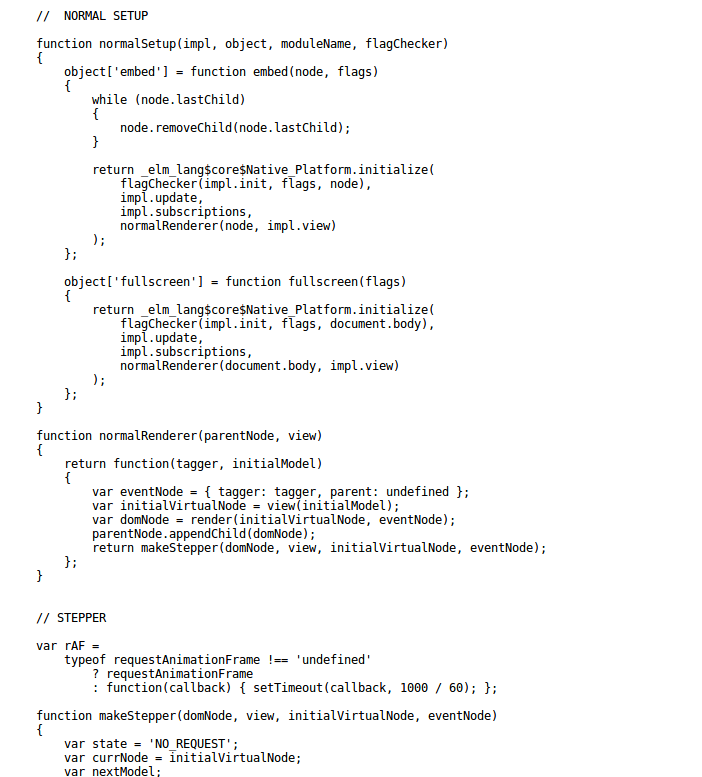 //  NORMAL SETUP

function normalSetup(impl, object, moduleName, flagChecker)
{
    object['embed'] = function embed(node, flags)
    {
        while (node.lastChild)
        {
            node.removeChild(node.lastChild);
        }

        return _elm_lang$core$Native_Platform.initialize(
            flagChecker(impl.init, flags, node),
            impl.update,
            impl.subscriptions,
            normalRenderer(node, impl.view)
        );
    };

    object['fullscreen'] = function fullscreen(flags)
    {
        return _elm_lang$core$Native_Platform.initialize(
            flagChecker(impl.init, flags, document.body),
            impl.update,
            impl.subscriptions,
            normalRenderer(document.body, impl.view)
        );
    };
}

function normalRenderer(parentNode, view)
{
    return function(tagger, initialModel)
    {
        var eventNode = { tagger: tagger, parent: undefined };
        var initialVirtualNode = view(initialModel);
        var domNode = render(initialVirtualNode, eventNode);
        parentNode.appendChild(domNode);
        return makeStepper(domNode, view, initialVirtualNode, eventNode);
    };
}


// STEPPER

var rAF =
    typeof requestAnimationFrame !== 'undefined'
        ? requestAnimationFrame
        : function(callback) { setTimeout(callback, 1000 / 60); };

function makeStepper(domNode, view, initialVirtualNode, eventNode)
{
    var state = 'NO_REQUEST';
    var currNode = initialVirtualNode;
    var nextModel;